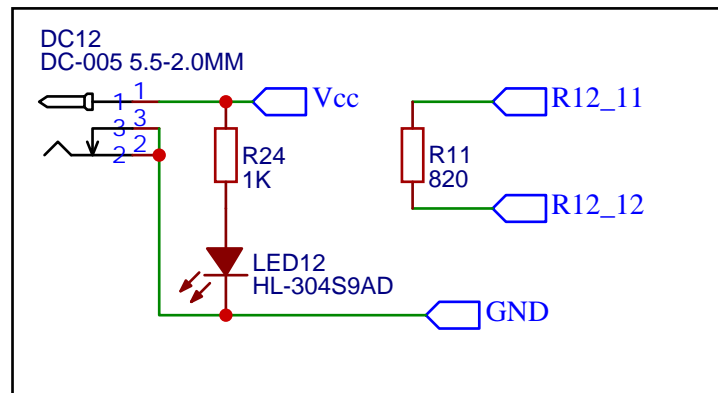 DC12
DC-005 5.5-2.0MM
1
1
Vcc
R12_11
3
3
2
2
R24
1K
R11
820
R12_12
LED12
HL-304S9AD
GND